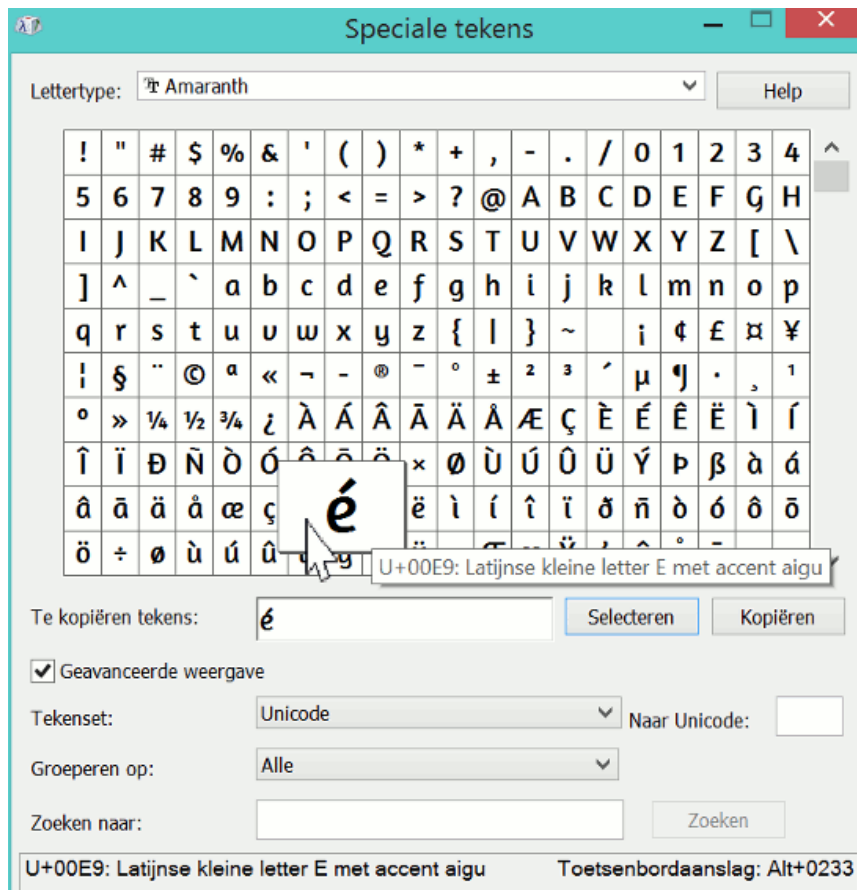 Speciale tekens
Lettertype: Amaranth Help
! " # $ % & ' ( ) * + , - . / 0 1 2 3 4
5 6 7 8 9 : ; < = > ? @ A B C D E F G H
I J K L M N O P Q R S T U V W X Y Z [ \
] ^ _ ` a b c d e f g h i j k l m n o p
q r s t u v w x y z { | } ~ ¡ ¢ £ ¤ ¥
¦ § ¨ © ª « ¬ - ® ¯ ° ± ² ³ ´ µ ¶ · ¸ ¹
º » ¼ ½ ¾ ¿ À Á Â Ã Ä Å Æ Ç È É Ê Ë Ì Í
Î Ï Ð Ñ Ò Ó Ô Õ Ö × Ø Ù Ú Û Ü Ý Þ ß à á
â ã ä å æ ç é ë ì í î ï ð ñ ò ó ô õ
ö ÷ ø ù ú û
U+00E9: Latijnse kleine letter E met accent aigu
Te kopiëren tekens: é Selecteren Kopiëren
Geavanceerde weergave
Tekenset: Unicode Naar Unicode:
Groeperen op: Alle
Zoeken naar: Zoeken
U+00E9: Latijnse kleine letter E met accent aigu Toetsenbordaanslag: Alt+0233